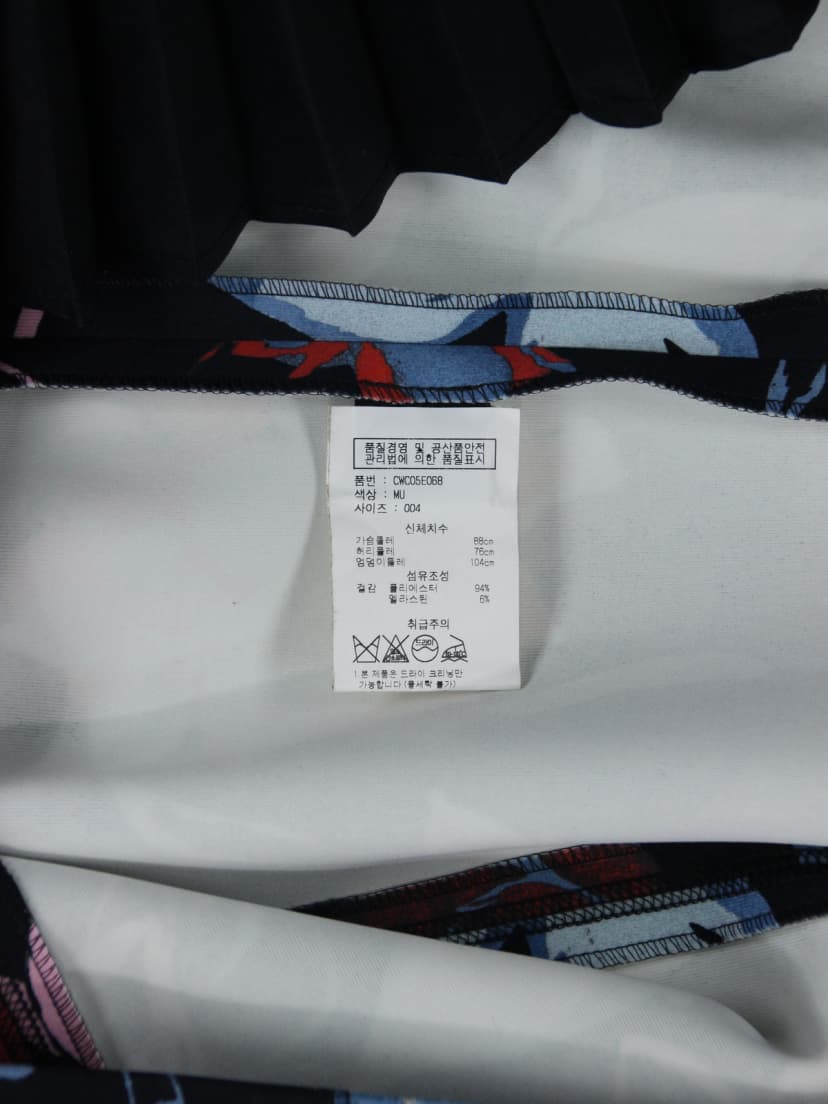 품질경영 및 공산품안전
관리법에 의한 품질표시
품번 : CWC05E068
색상 : MU
사이즈 : 004
신체치수
가슴둘레 88cm
허리둘레 76cm
엉덩이둘레 104cm
섬유조성
겉감 폴리에스터 94%
엘라스틴 6%
취급주의
드라이
! 본 제품은 드라이 크리닝만
가능합니다(물세탁 불가)